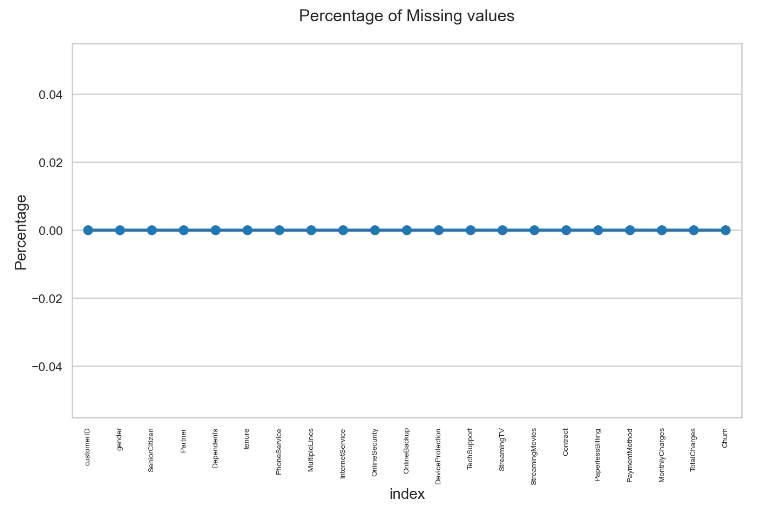 Percentage of Missing values
0.04
0.02
0.00
−0.02
−0.04
Percentage
customerID
gender
SeniorCitizen
Partner
Dependents
tenure
PhoneService
MultipleLines
InternetService
OnlineSecurity
OnlineBackup
DeviceProtection
TechSupport
StreamingTV
StreamingMovies
Contract
PaperlessBilling
PaymentMethod
MonthlyCharges
TotalCharges
Churn
index